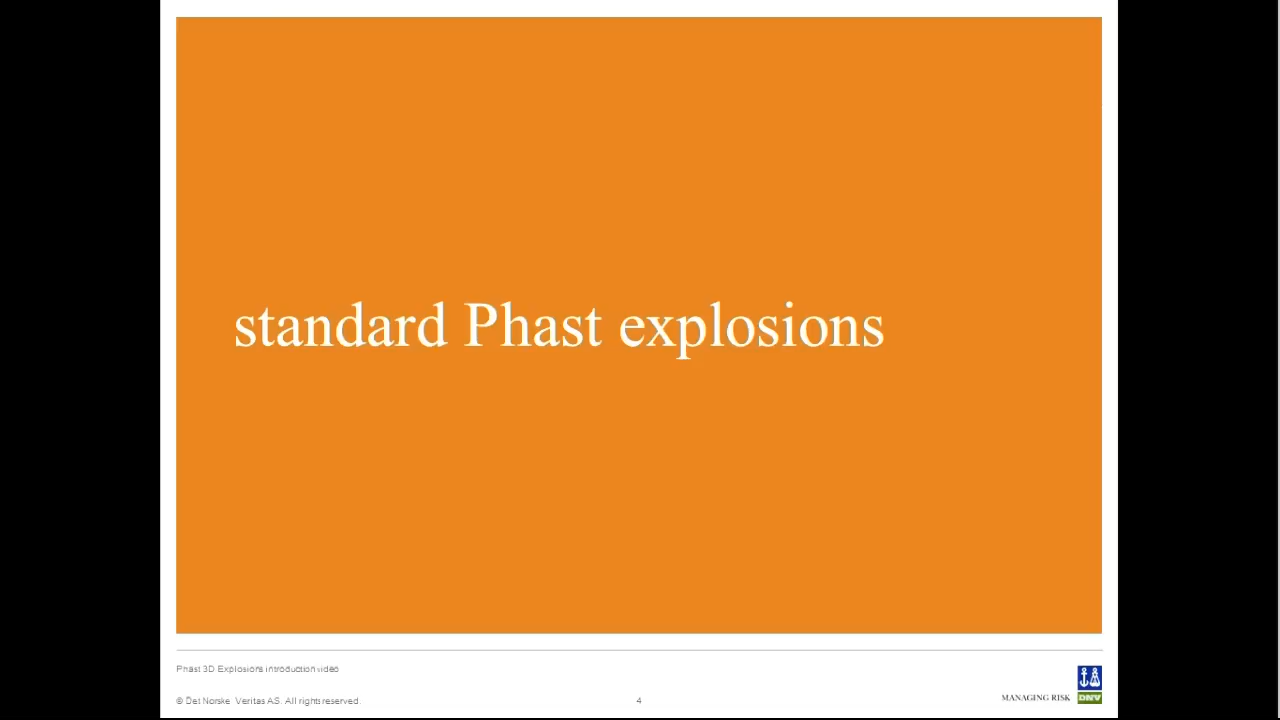 standard Phast explosions
Phast 3D Explosions introduction video
© Det Norske Veritas AS. All rights reserved.
4
MANAGING RISK
DNV